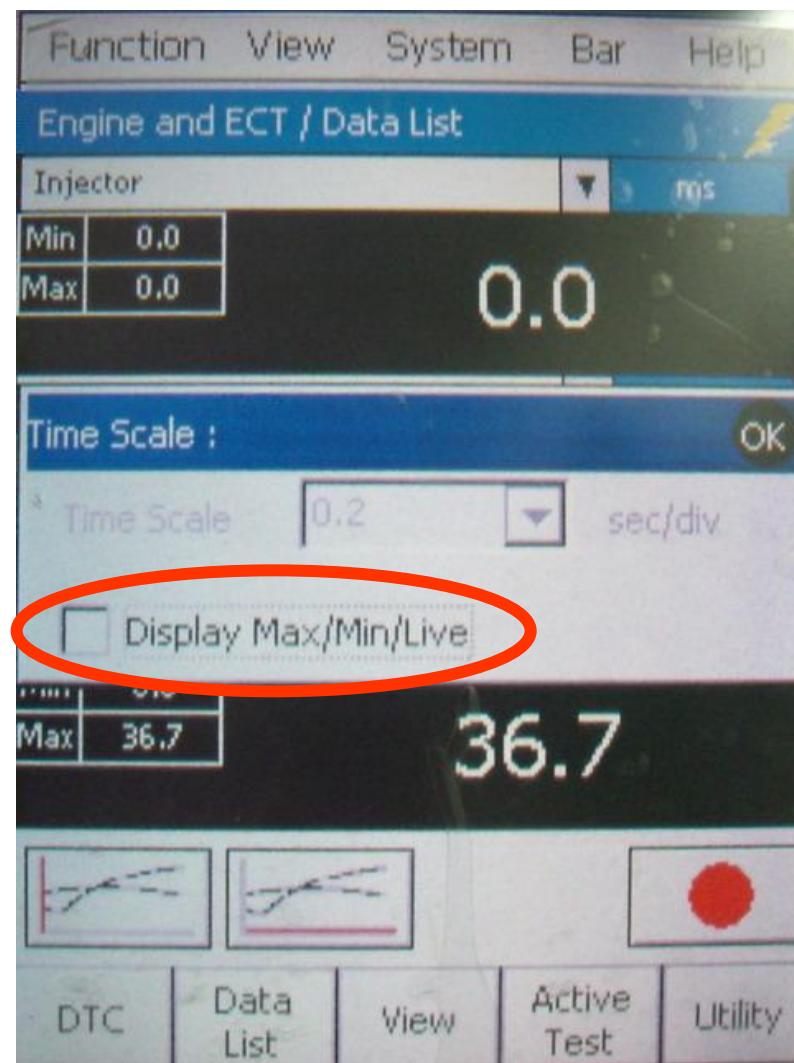 Function View System Bar Help
Engine and ECT / Data List
Injector ms
Min 0.0
Max 0.0
0.0
Time Scale : OK
Time Scale 0.2 sec/div
Display Max/Min/Live
Max 36.7
36.7
DTC Data List View Active Test Utility